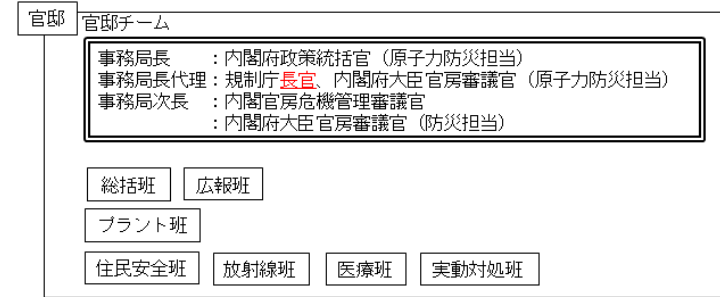 官邸
官邸チーム
事務局長　　：内閣府政策統括官（原子力防災担当）
事務局長代理：規制庁長官、内閣府大臣官房審議官（原子力防災担当）
事務局次長　：内閣官房危機管理審議官
　　　　　　：内閣府大臣官房審議官（防災担当）
総括班　広報班
プラント班
住民安全班　放射線班　医療班　実動対処班